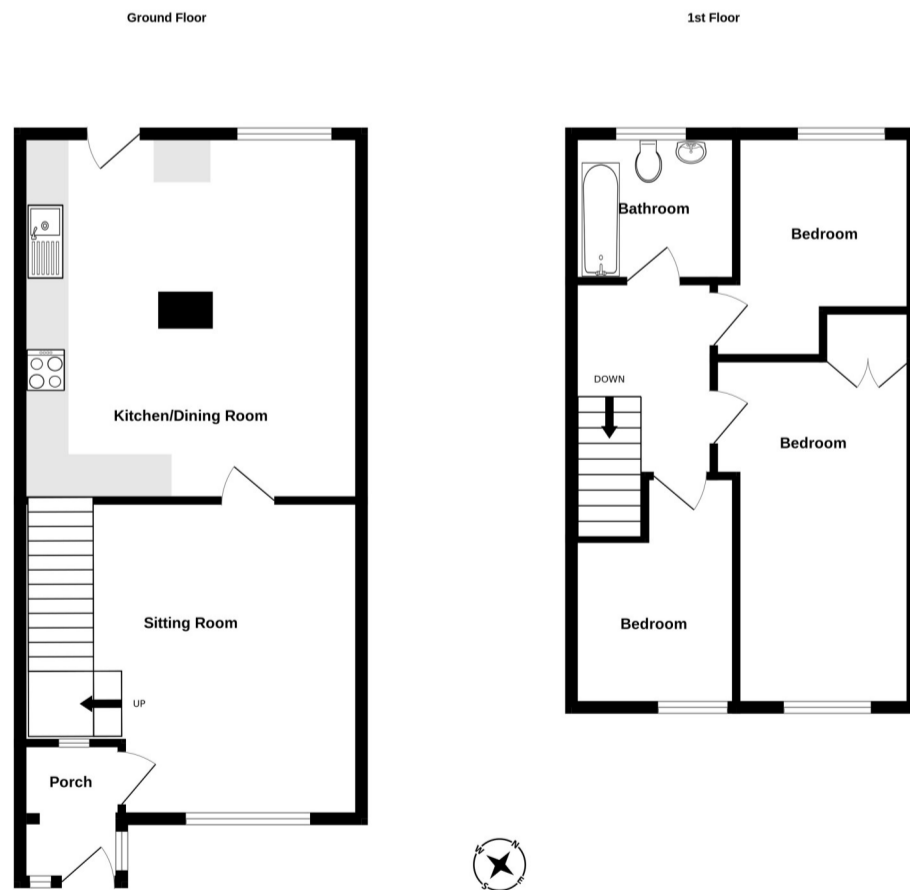 Ground Floor
1st Floor
Bathroom
Bedroom
DOWN
Kitchen/Dining Room
Bedroom
Sitting Room
Bedroom
UP
Porch
N
W
E
S